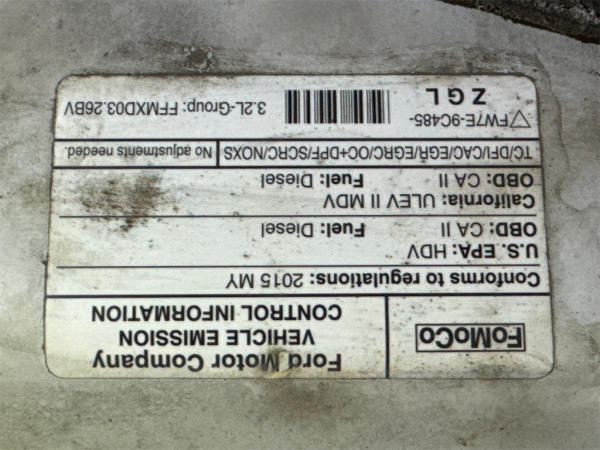 FoMoCo
Ford Motor Company
VEHICLE EMISSION
CONTROL INFORMATION
Conforms to regulations: 2015 MY
U.S. EPA: HDV
OBD: CA II Fuel: Diesel
California: ULEV II MDV
OBD: CA II Fuel: Diesel
TC/DFI/CAC/EGR/EGRC/OC+DPF/SCRC/NOXS No adjustments needed.
FW7E-9C485-
ZGL
3.2L-Group: FFMXD03.26BV